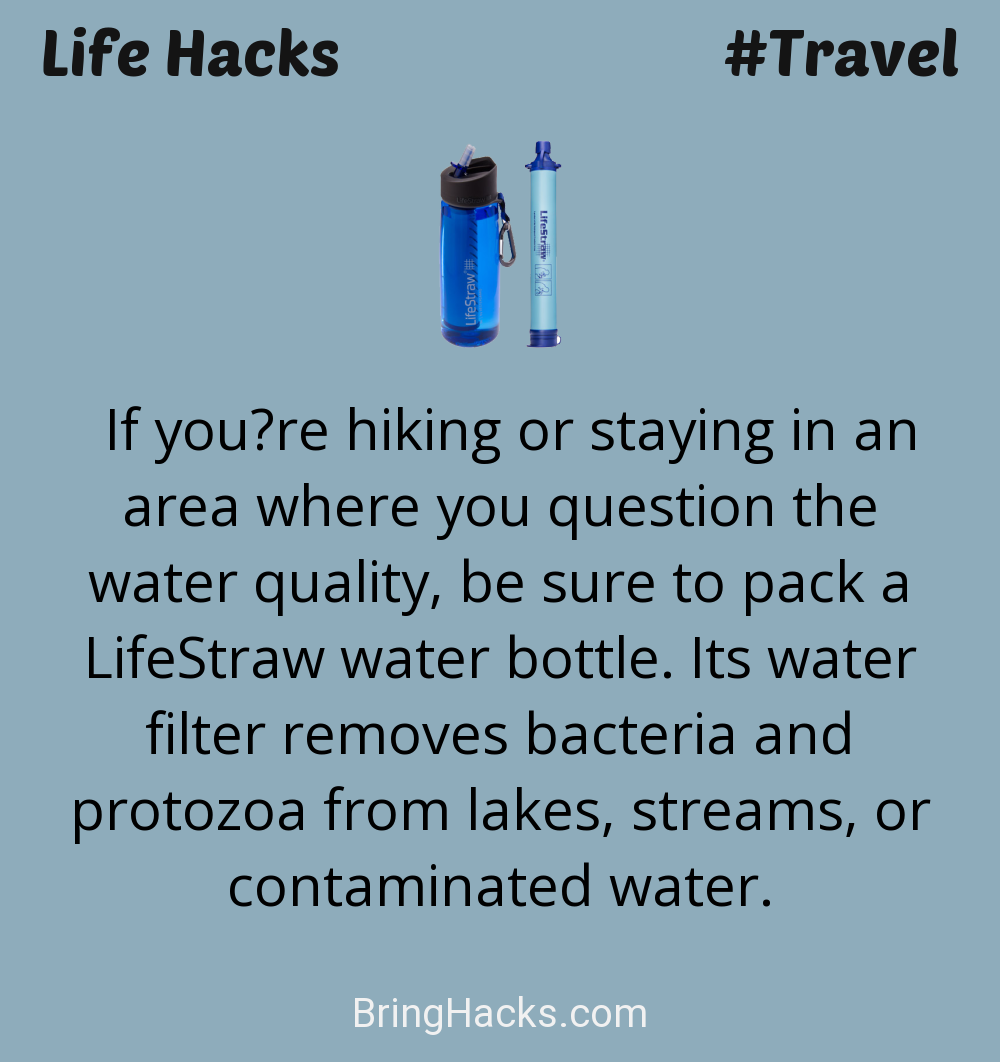 Life Hacks #Travel
LifeStraw
LifeStraw
If you?re hiking or staying in an
area where you question the
water quality, be sure to pack a
LifeStraw water bottle. Its water
filter removes bacteria and
protozoa from lakes, streams, or
contaminated water.
BringHacks.com